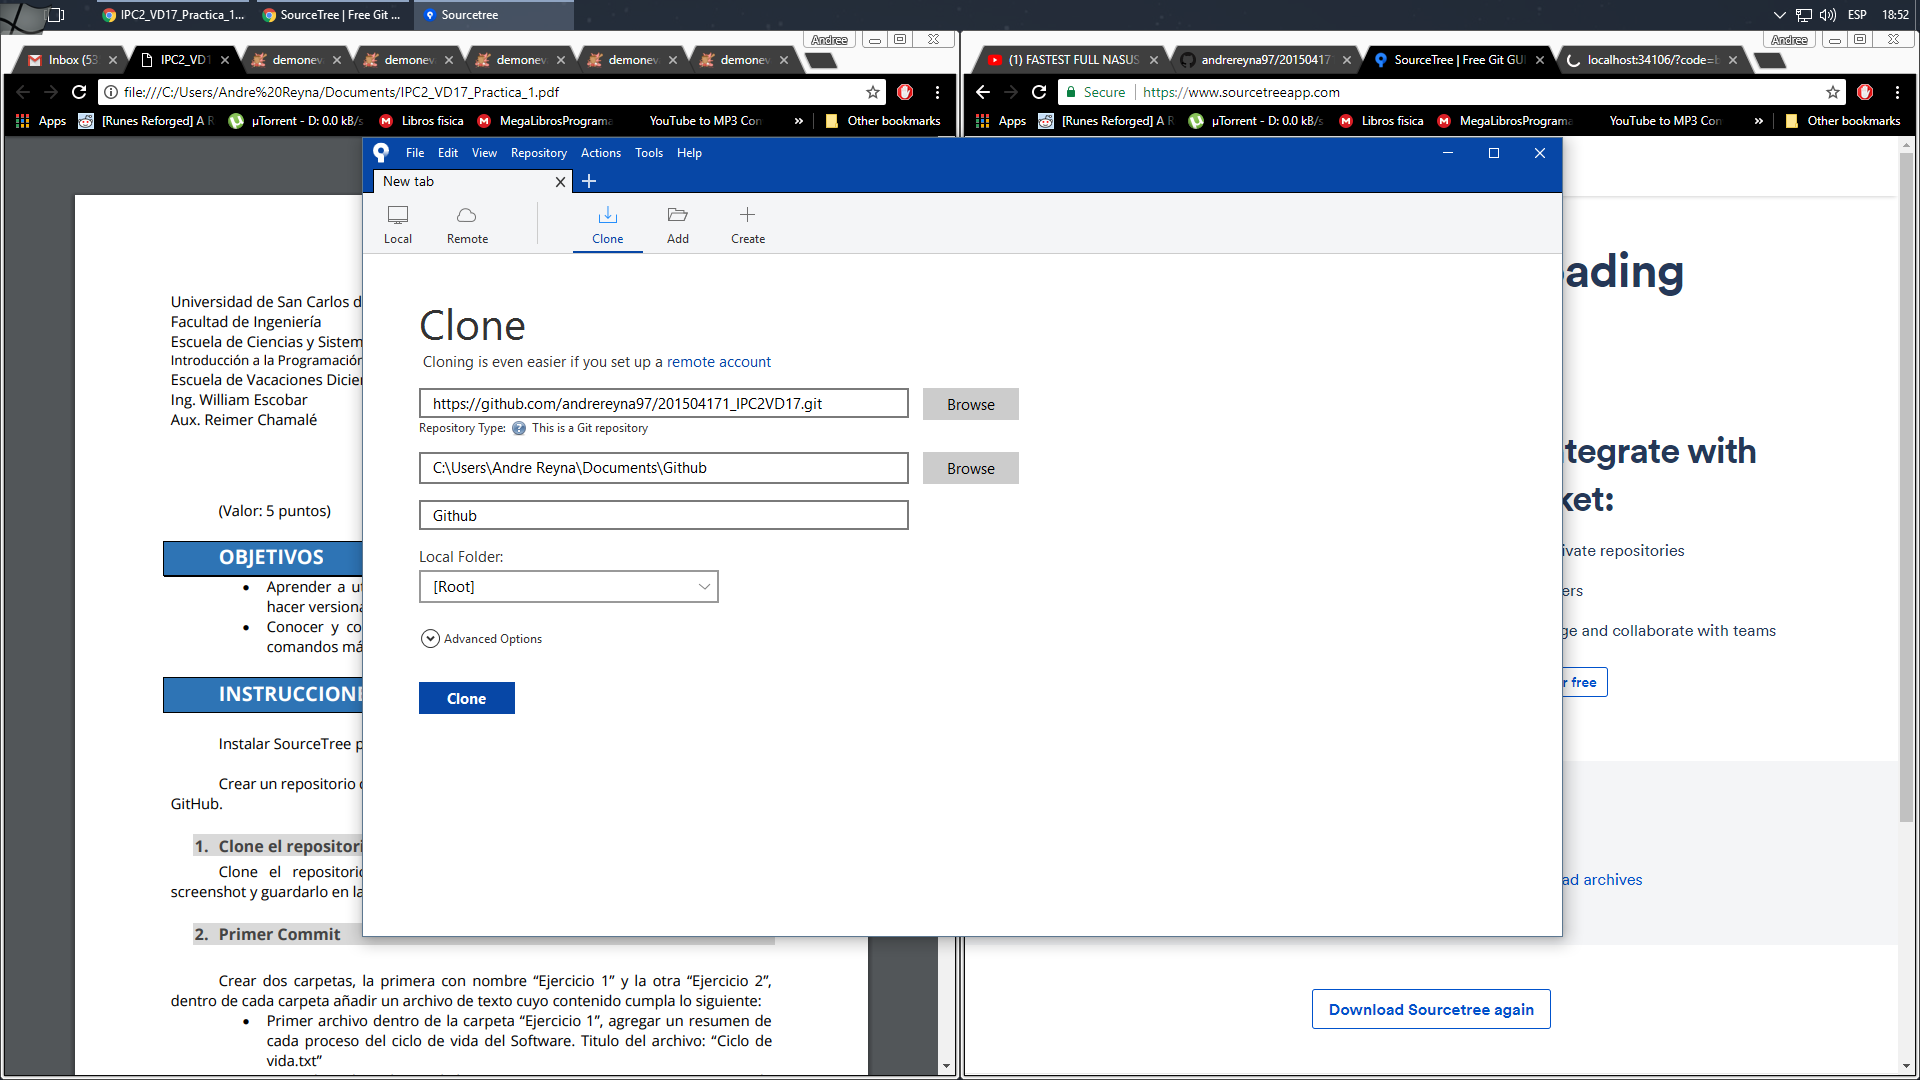 IPC2_VD17_Practica_1...
SourceTree | Free Git ...
Sourcetree
ESP
18:52
Andree
Andree
Inbox (53
IPC2_VD1
demonev
demonev
demonev
demonev
demonev
(1) FASTEST FULL NASUS
andrereyna97/20150417
SourceTree | Free Git GUI
localhost:34106/?code=
file:///C:/Users/Andre%20Reyna/Documents/IPC2_VD17_Practica_1.pdf
Secure
https://www.sourcetreeapp.com
Apps
[Runes Reforged] A R
µTorrent - D: 0.0 kB/s
Libros fisica
MegaLibrosPrograma
YouTube to MP3 Con
»
Other bookmarks
Apps
[Runes Reforged] A R
µTorrent - D: 0.0 kB/s
Libros fisica
MegaLibrosPrograma
YouTube to MP3 Con
»
Other bookmarks
File Edit View Repository Actions Tools Help
New tab
Local
Remote
Clone
Add
Create
Clone
Cloning is even easier if you set up a remote account
https://github.com/andrereyna97/201504171_IPC2VD17.git
Browse
Repository Type: ? This is a Git repository
C:\Users\Andre Reyna\Documents\Github
Browse
Github
Local Folder:
[Root]
Advanced Options
Clone
Universidad de San Carlos d
Facultad de Ingeniería
Escuela de Ciencias y Sistem
Introducción a la Programación
Escuela de Vacaciones Dicie
Ing. William Escobar
Aux. Reimer Chamalé
(Valor: 5 puntos)
OBJETIVOS
• Aprender a ut
hacer versiona
• Conocer y co
comandos má
INSTRUCCIONE
Instalar SourceTree p
Crear un repositorio
GitHub.
1. Clone el repositori
Clone el repositorio
screenshot y guardarlo en la
2. Primer Commit
Crear dos carpetas, la primera con nombre “Ejercicio 1” y la otra “Ejercicio 2”,
dentro de cada carpeta añadir un archivo de texto cuyo contenido cumpla lo siguiente:
• Primer archivo dentro de la carpeta “Ejercicio 1”, agregar un resumen de
cada proceso del ciclo de vida del Software. Titulo del archivo: “Ciclo de
vida.txt”
ading
tegrate with
ket:
ivate repositories
ers
ge and collaborate with teams
r free
ad archives
Download Sourcetree again